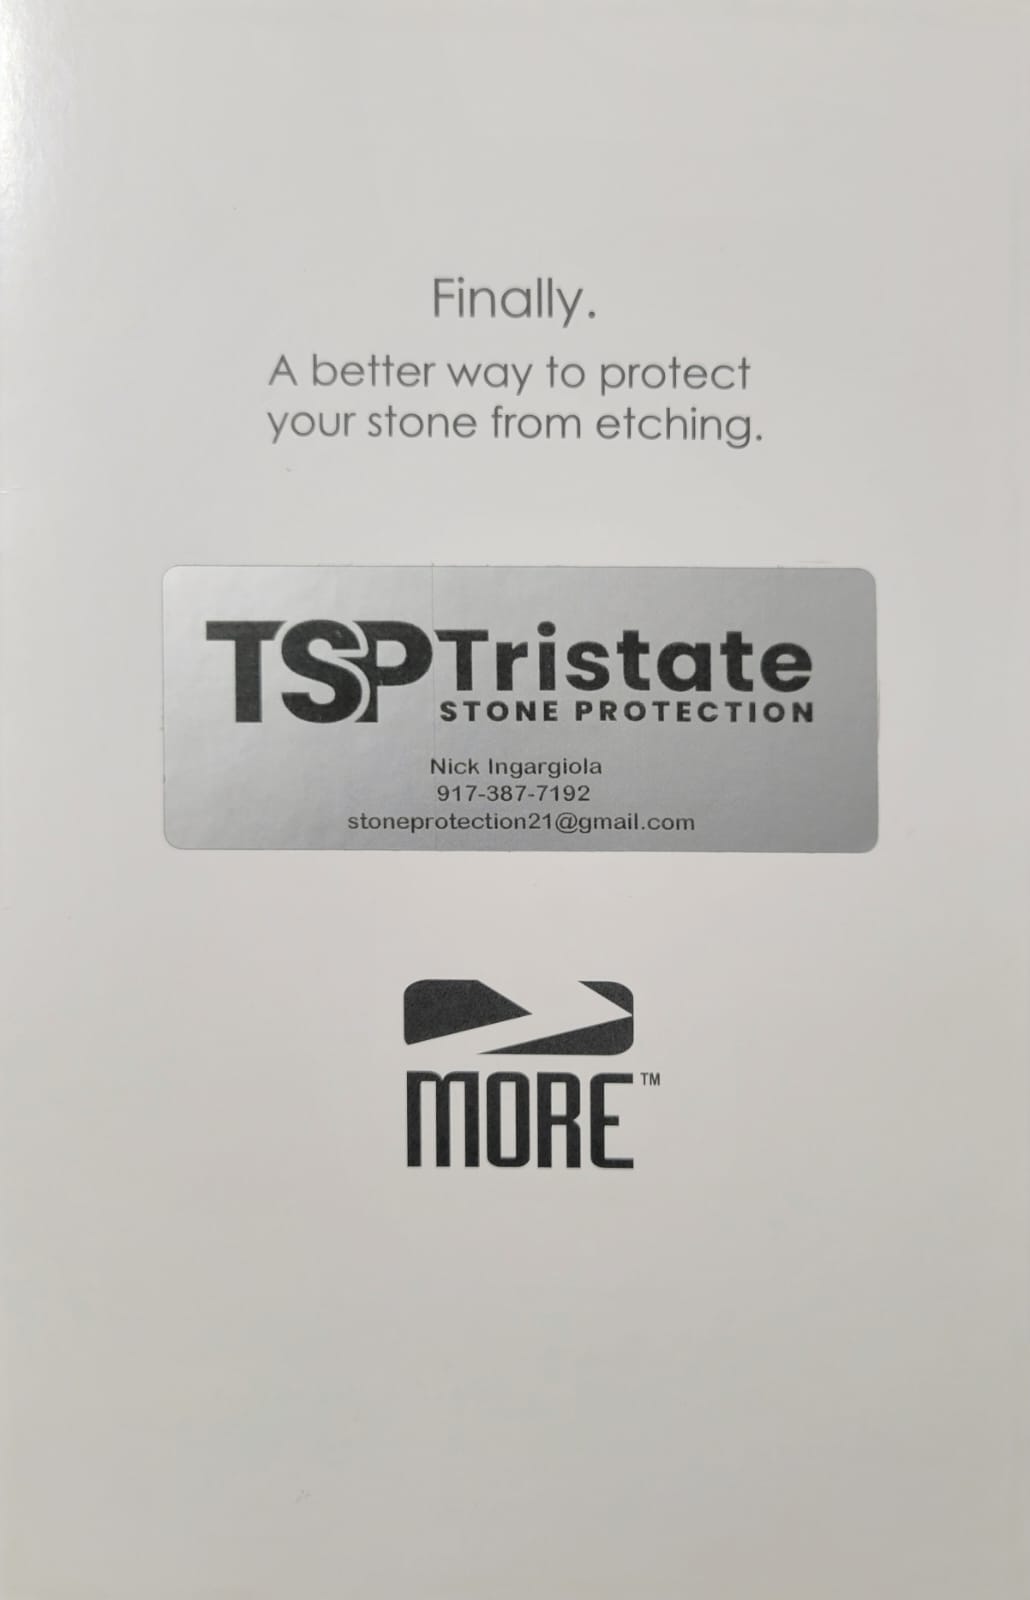 Finally.
A better way to protect
your stone from etching.
TSP Tristate
STONE PROTECTION
Nick Ingargiola
917-387-7192
stoneprotection21@gmail.com
MORE™